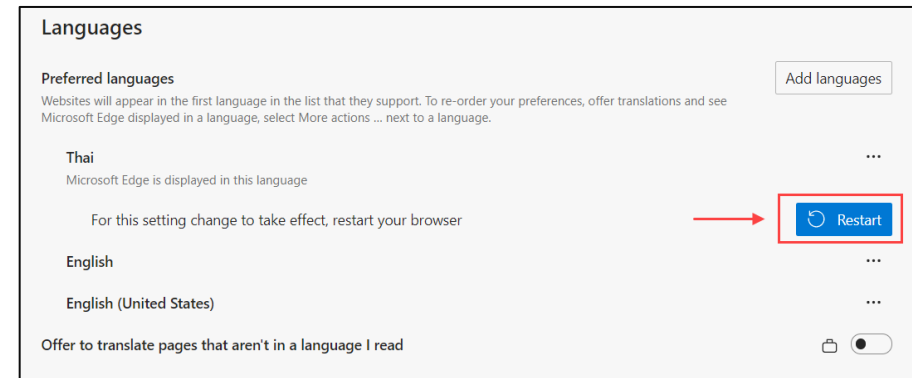 Languages
Preferred languages
Add languages
Websites will appear in the first language in the list that they support. To re-order your preferences, offer translations and see
Microsoft Edge displayed in a language, select More actions ... next to a language.
Thai
Microsoft Edge is displayed in this language
For this setting change to take effect, restart your browser
Restart
English
English (United States)
Offer to translate pages that aren't in a language I read